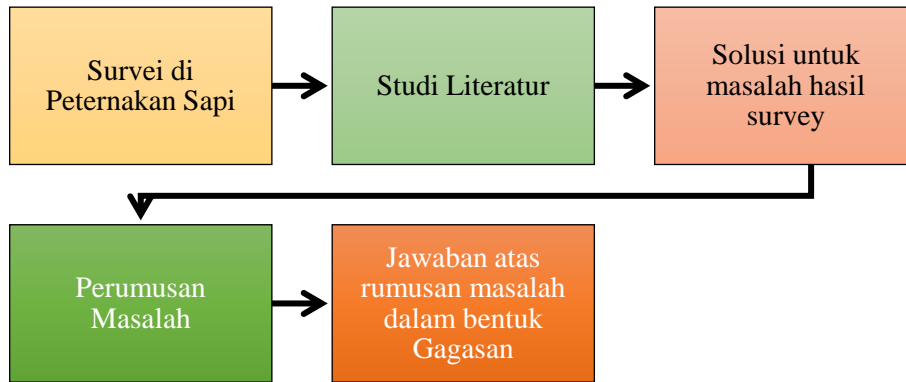 Survei di
Peternakan Sapi
Studi Literatur
Solusi untuk
masalah hasil
survey
Perumusan
Masalah
Jawaban atas
rumusan masalah
dalam bentuk
Gagasan